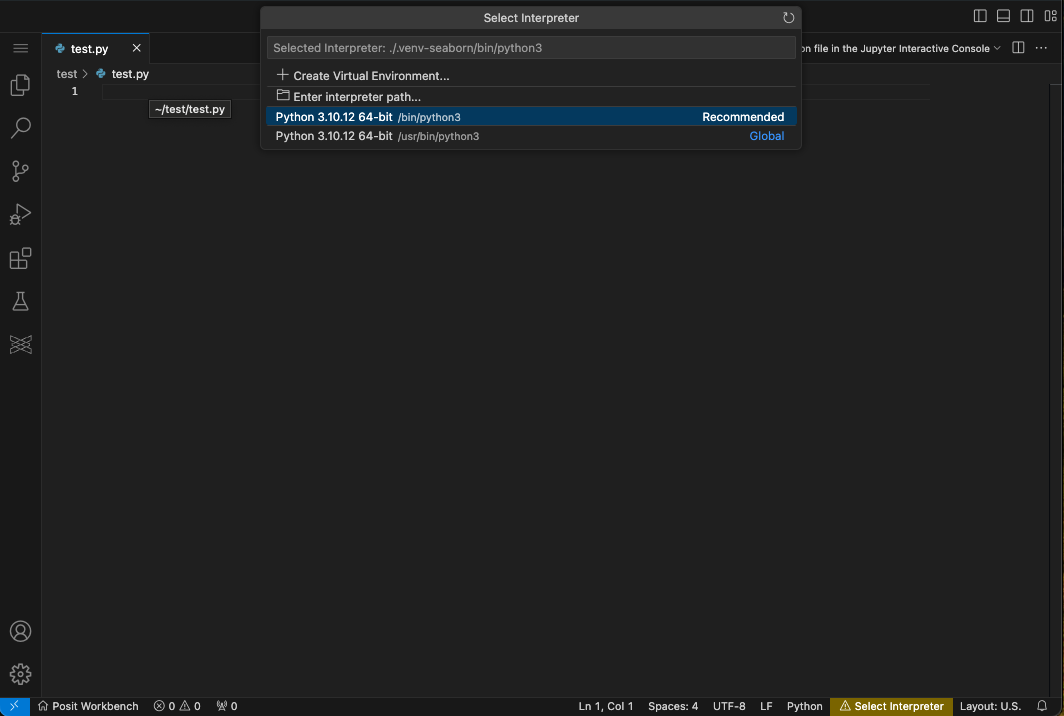 Select Interpreter
test.py
Selected Interpreter: ./.venv-seaborn/bin/python3
on file in the Jupyter Interactive Console
test > test.py
Create Virtual Environment...
1
Enter interpreter path...
~/test/test.py
Python 3.10.12 64-bit /bin/python3 Recommended
Python 3.10.12 64-bit /usr/bin/python3 Global
Posit Workbench 0 0 0 Ln 1, Col 1 Spaces: 4 UTF-8 LF Python Select Interpreter Layout: U.S.